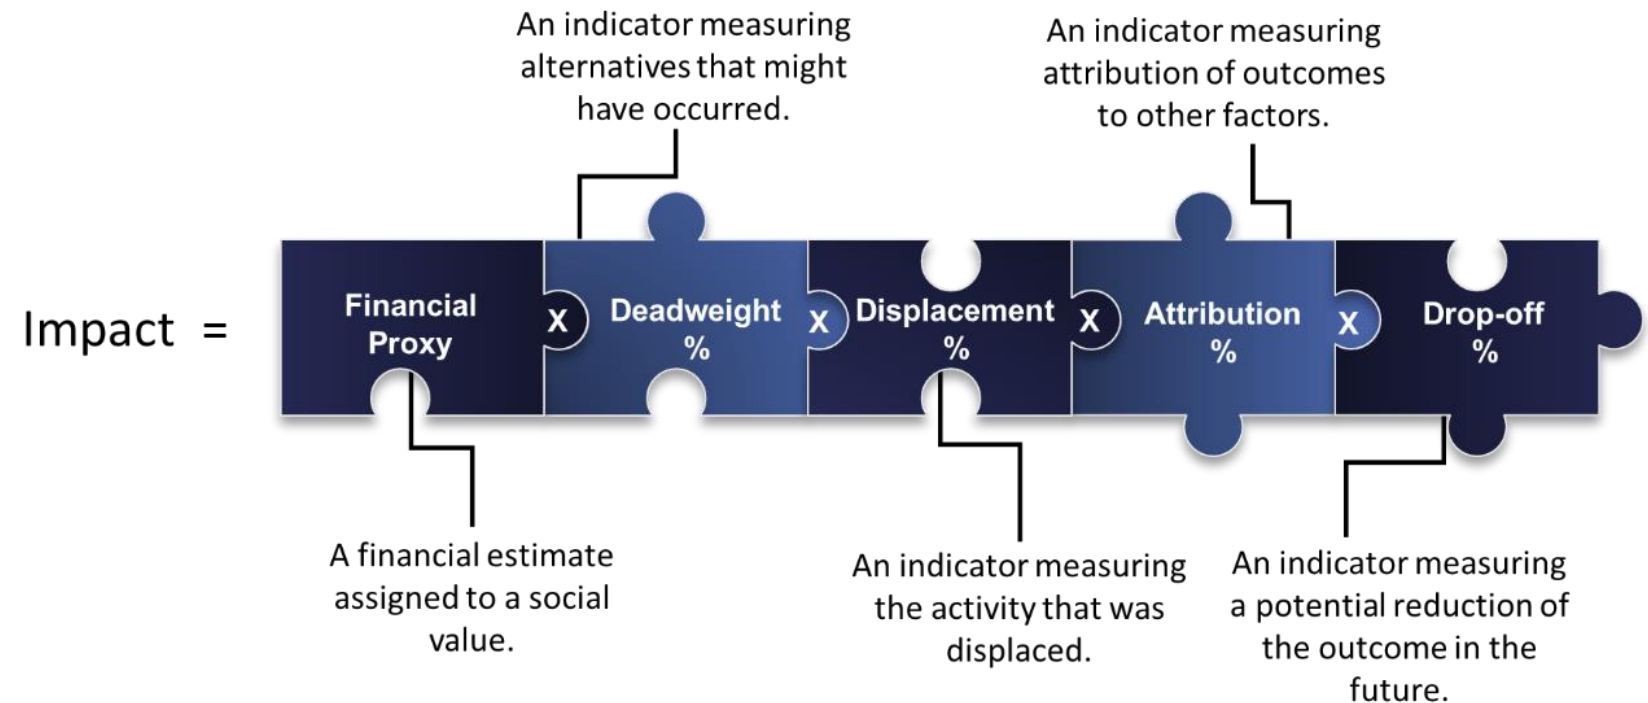 An indicator measuring
alternatives that might
have occurred.
An indicator measuring
attribution of outcomes
to other factors.
Impact =
Financial
Proxy
X
Deadweight
%
X
Displacement
%
X
Attribution
%
X
Drop-off
%
A financial estimate
assigned to a social
value.
An indicator measuring
the activity that was
displaced.
An indicator measuring
a potential reduction of
the outcome in the
future.